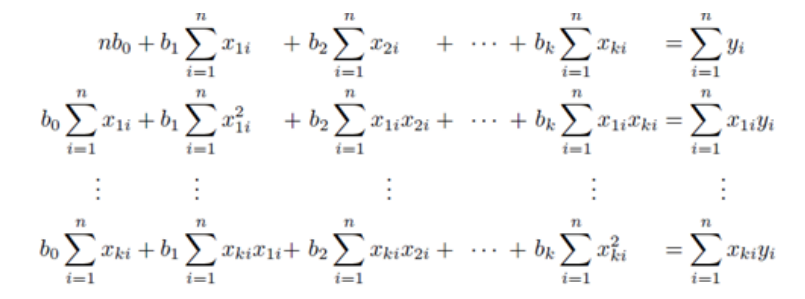 $nb_0 + b_1 \sum_{i=1}^{n} x_{1i} + b_2 \sum_{i=1}^{n} x_{2i} + \cdots + b_k \sum_{i=1}^{n} x_{ki} = \sum_{i=1}^{n} y_i$
$b_0 \sum_{i=1}^{n} x_{1i} + b_1 \sum_{i=1}^{n} x_{1i}^2 + b_2 \sum_{i=1}^{n} x_{1i} x_{2i} + \cdots + b_k \sum_{i=1}^{n} x_{1i} x_{ki} = \sum_{i=1}^{n} x_{1i} y_i$
$\vdots \quad \vdots \quad \vdots \quad \vdots \quad \vdots$
$b_0 \sum_{i=1}^{n} x_{ki} + b_1 \sum_{i=1}^{n} x_{ki} x_{1i} + b_2 \sum_{i=1}^{n} x_{ki} x_{2i} + \cdots + b_k \sum_{i=1}^{n} x_{ki}^2 = \sum_{i=1}^{n} x_{ki} y_i$